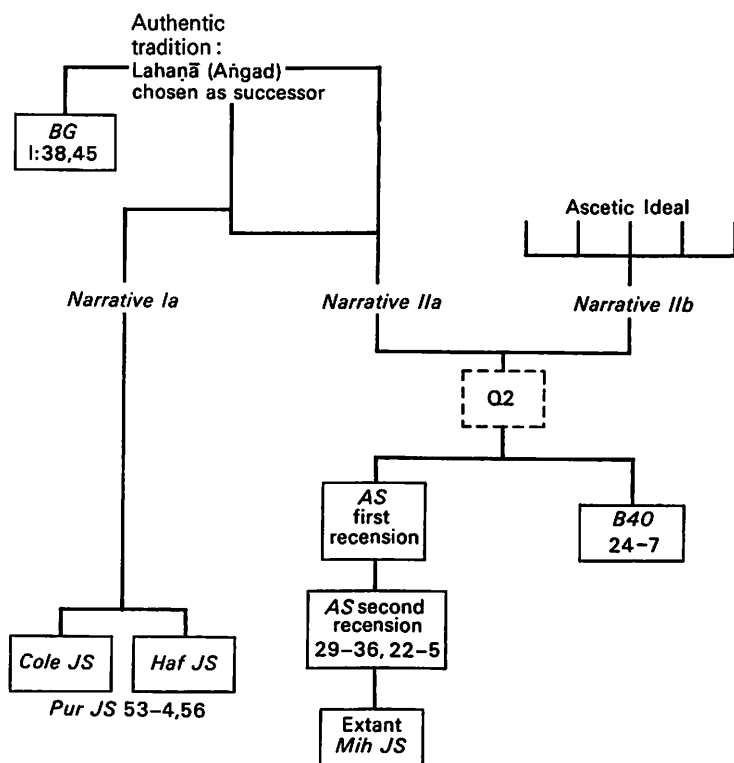 Authentic
tradition:
Lahaṇā (Aṅgad)
chosen as successor
BG
I:38,45
Ascetic Ideal
Narrative Ia
Narrative IIa
Narrative IIb
Q2
AS
first
recension
B40
24–7
AS second
recension
29–36, 22–5
Cole JS
Haf JS
Pur JS 53–4,56
Extant
Mih JS